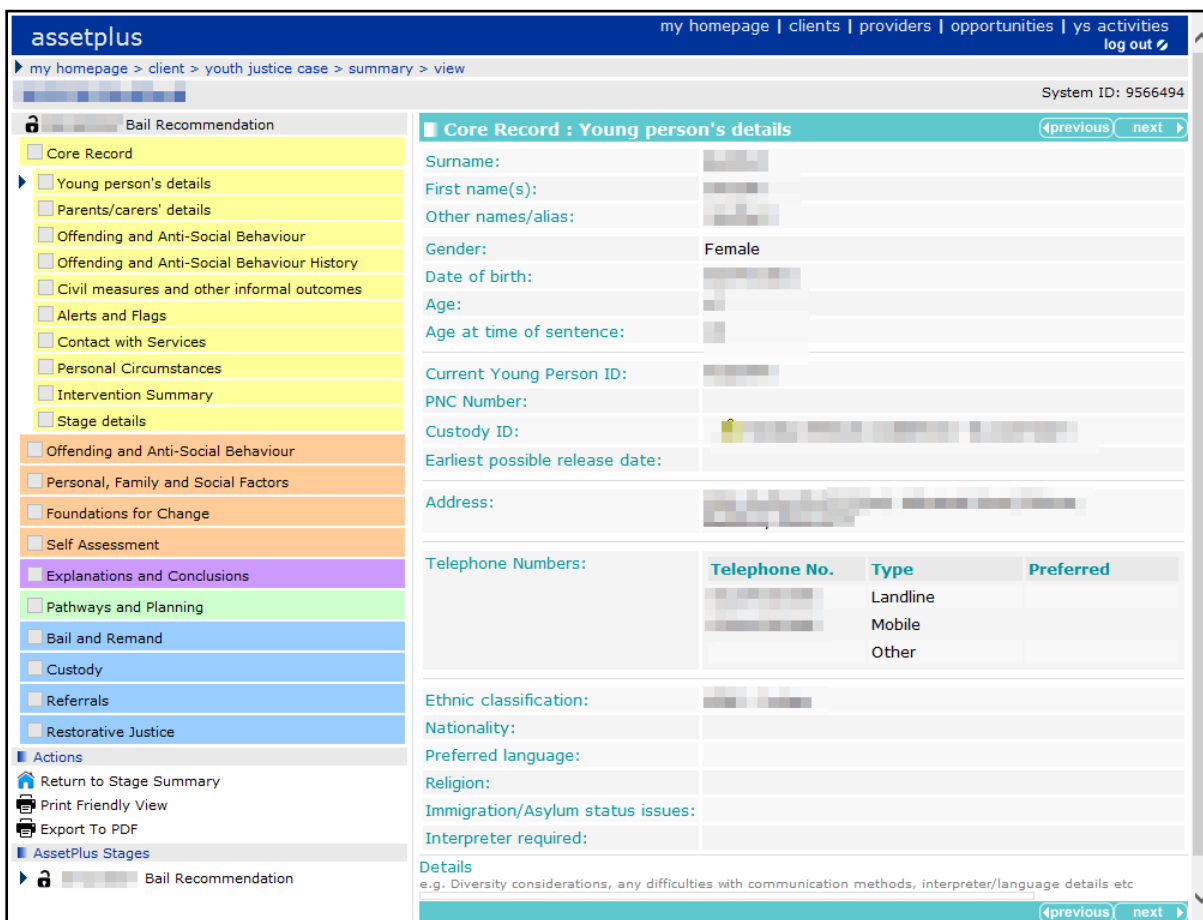 assetplus
my homepage | clients | providers | opportunities | ys activities
log out
my homepage > client > youth justice case > summary > view
System ID: 9566494
Bail Recommendation
Core Record
Young person's details
Parents/carers' details
Offending and Anti-Social Behaviour
Offending and Anti-Social Behaviour History
Civil measures and other informal outcomes
Alerts and Flags
Contact with Services
Personal Circumstances
Intervention Summary
Stage details
Offending and Anti-Social Behaviour
Personal, Family and Social Factors
Foundations for Change
Self Assessment
Explanations and Conclusions
Pathways and Planning
Bail and Remand
Custody
Referrals
Restorative Justice
Actions
Return to Stage Summary
Print Friendly View
Export To PDF
AssetPlus Stages
Bail Recommendation
Core Record : Young person's details
previous next
Surname:
First name(s):
Other names/alias:
Gender: Female
Date of birth:
Age:
Age at time of sentence:
Current Young Person ID:
PNC Number:
Custody ID:
Earliest possible release date:
Address:
Telephone Numbers:
Telephone No. Type Preferred
Landline
Mobile
Other
Ethnic classification:
Nationality:
Preferred language:
Religion:
Immigration/Asylum status issues:
Interpreter required:
Details
e.g. Diversity considerations, any difficulties with communication methods, interpreter/language details etc
previous next